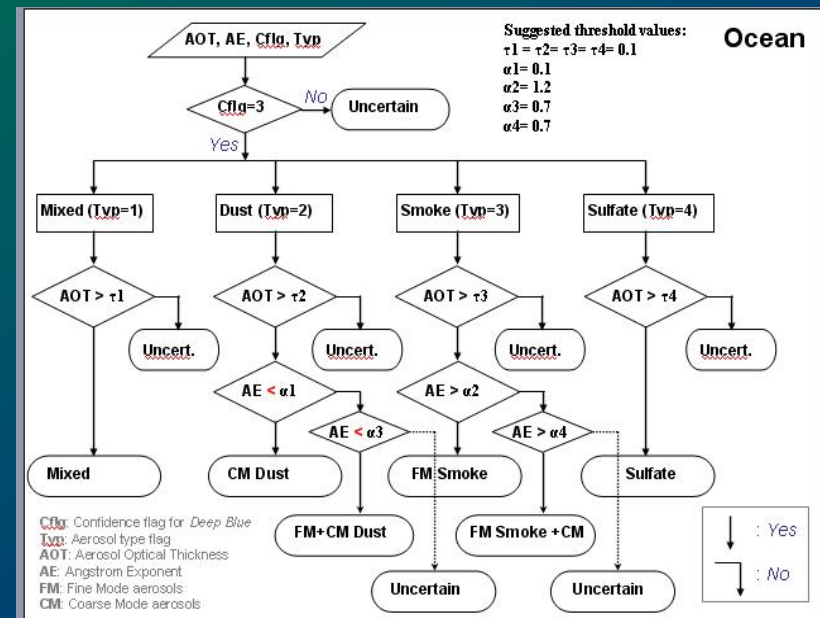 AOT, AE, Cflg, Typ
Suggested threshold values:
τ1 = τ2= τ3= τ4= 0.1
α1= 0.1
α2= 1.2
α3= 0.7
α4= 0.7
Ocean
Cflg=3
No
Uncertain
Yes
Mixed (Typ=1)
Dust (Typ=2)
Smoke (Typ=3)
Sulfate (Typ=4)
AOT > τ1
AOT > τ2
AOT > τ3
AOT > τ4
Uncert.
Uncert.
Uncert.
Uncert.
AE < α1
AE > α2
AE < α3
AE > α4
Mixed
CM Dust
FM Smoke
Sulfate
FM+CM Dust
FM Smoke +CM
Uncertain
Uncertain
Cflg: Confidence flag for Deep Blue
Typ: Aerosol type flag
AOT: Aerosol Optical Thickness
AE: Angstrom Exponent
FM: Fine Mode aerosols
CM: Coarse Mode aerosols
: Yes
: No